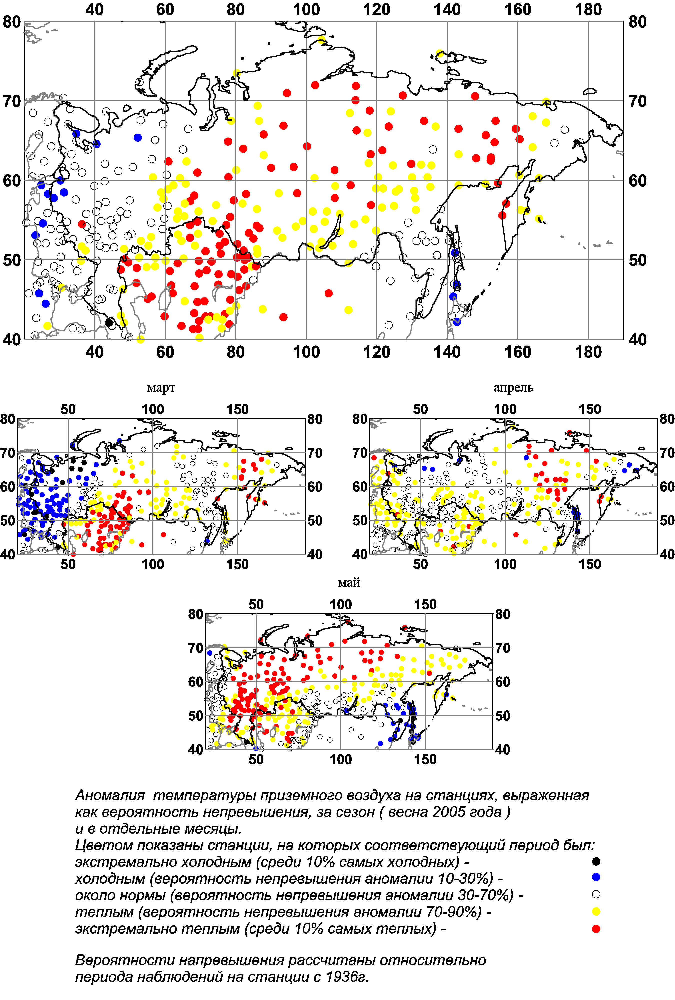 40 60 80 100 120 140 160 180
80 80
70 70
60 60
50 50
40 40
40 60 80 100 120 140 160 180
март апрель
50 100 150 50 100 150
80 80 80 80
70 70 70 70
60 60 60 60
50 50 50 50
40 40 40 40
50 100 150 50 100 150
май
50 100 150
80 80
70 70
60 60
50 50
40 40
50 100 150
Аномалия температуры приземного воздуха на станциях, выраженная
как вероятность непревышения, за сезон ( весна 2005 года )
и в отдельные месяцы.
Цветом показаны станции, на которых соответствующий период был:
экстремально холодным (среди 10% самых холодных) -
холодным (вероятность непревышения аномалии 10-30%) -
около нормы (вероятность непревышения аномалии 30-70%) -
теплым (вероятность непревышения аномалии 70-90%) -
экстремально теплым (среди 10% самых теплых) -
Вероятности напревышения рассчитаны относительно
периода наблюдений на станции с 1936г.